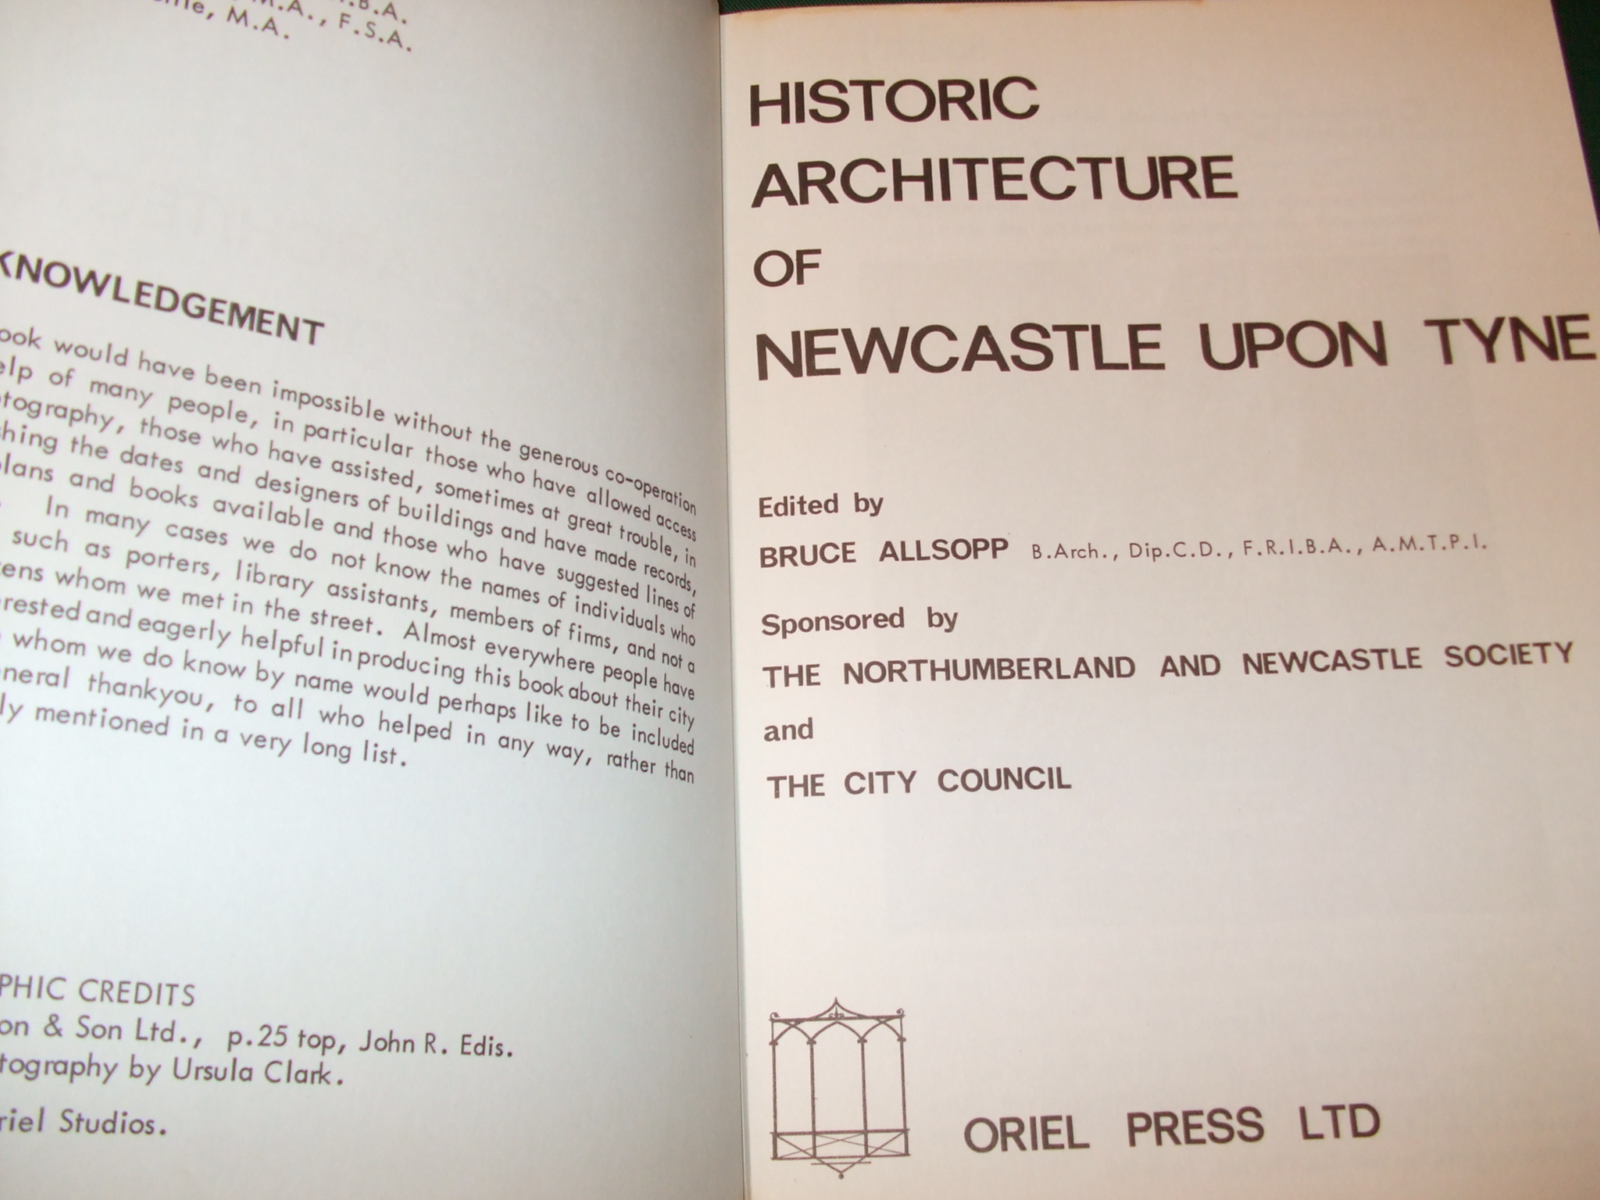 B.A.
M.A., F.S.A.
M.A.
KNOWLEDGEMENT
ook would have been impossible without the generous co-operation
elp of many people, in particular those who have allowed access
tography, those who have assisted, sometimes at great trouble, in
shing the dates and designers of buildings and have made records,
plans and books available and those who have suggested lines of
In many cases we do not know the names of individuals who
such as porters, library assistants, members of firms, and not a
zens whom we met in the street. Almost everywhere people have
erested and eagerly helpful in producing this book about their city
whom we do know by name would perhaps like to be included
neral thankyou, to all who helped in any way, rather than
ly mentioned in a very long list.
PHIC CREDITS
on & Son Ltd., p.25 top, John R. Edis.
tography by Ursula Clark.
riel Studios.
HISTORIC
ARCHITECTURE
OF
NEWCASTLE UPON TYNE
Edited by
BRUCE ALLSOPP B.Arch., Dip.C.D., F.R.I.B.A., A.M.T.P.I.
Sponsored by
THE NORTHUMBERLAND AND NEWCASTLE SOCIETY
and
THE CITY COUNCIL
ORIEL PRESS LTD